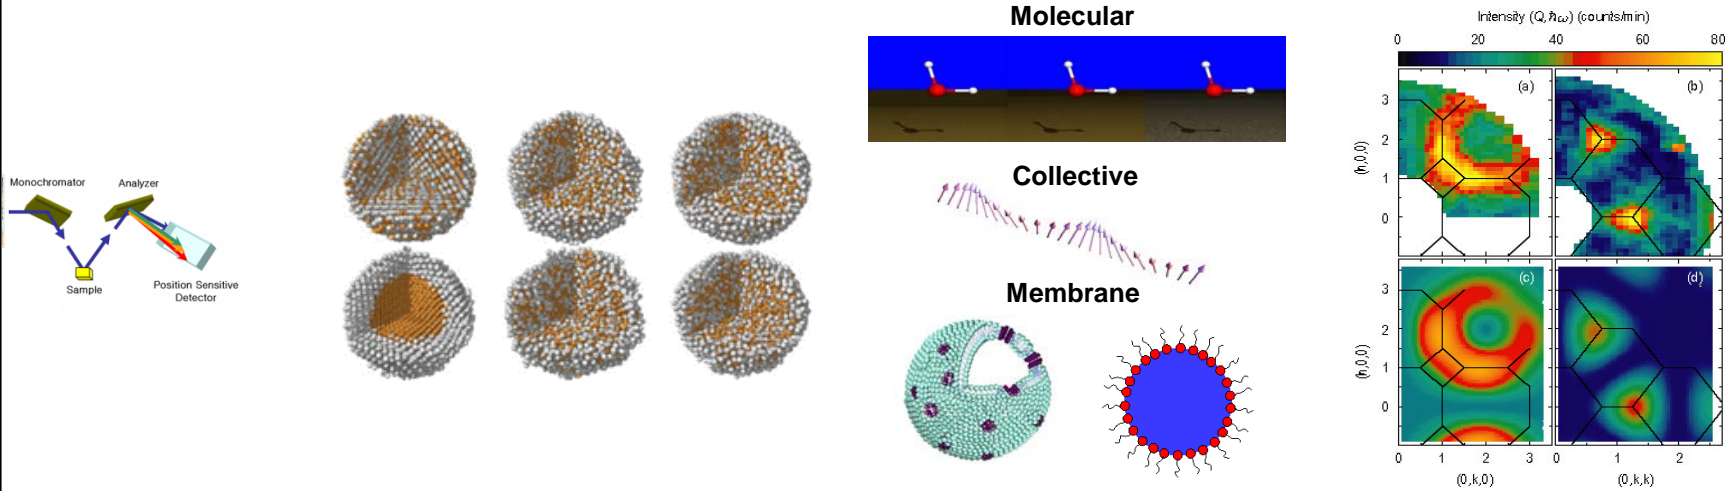 Monochromator
Analyzer
Sample
Position Sensitive
Detector
Molecular
Collective
Membrane
Intensity (Q,ħω) (counts/min)
0 20 40 60 80
(a)
(b)
3
2
1
0
(h,0,0)
(c)
(d)
3
2
1
0
(h,0,0)
0 1 2 3
0 1 2
(0,k,0)
(0,k,k)